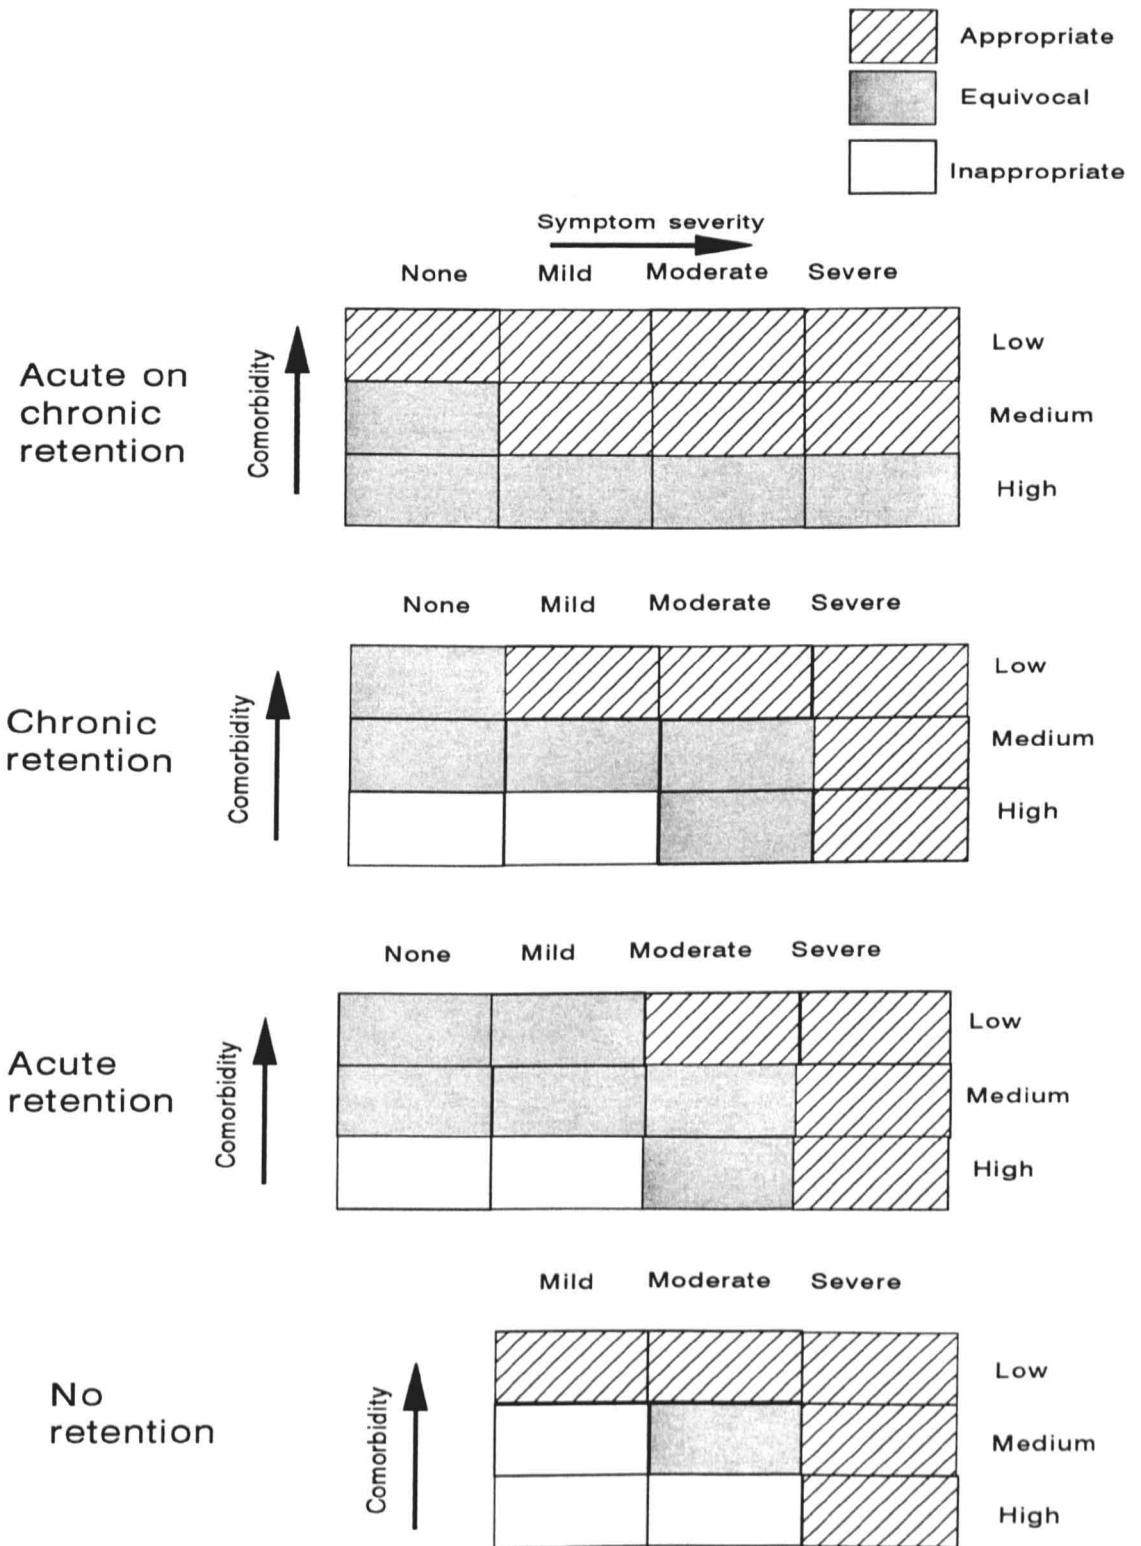 Appropriate
Equivocal
Inappropriate
Symptom severity
None Mild Moderate Severe
Acute on
chronic
retention
Comorbidity
Low
Medium
High
None Mild Moderate Severe
Chronic
retention
Comorbidity
Low
Medium
High
None Mild Moderate Severe
Acute
retention
Comorbidity
Low
Medium
High
Mild Moderate Severe
No
retention
Comorbidity
Low
Medium
High